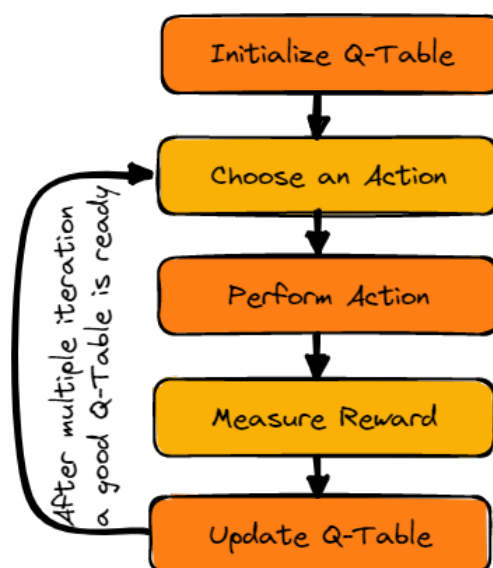 Initialize Q-Table
Choose an Action
Perform Action
Measure Reward
Update Q-Table
After multiple iteration
a good Q-Table is ready